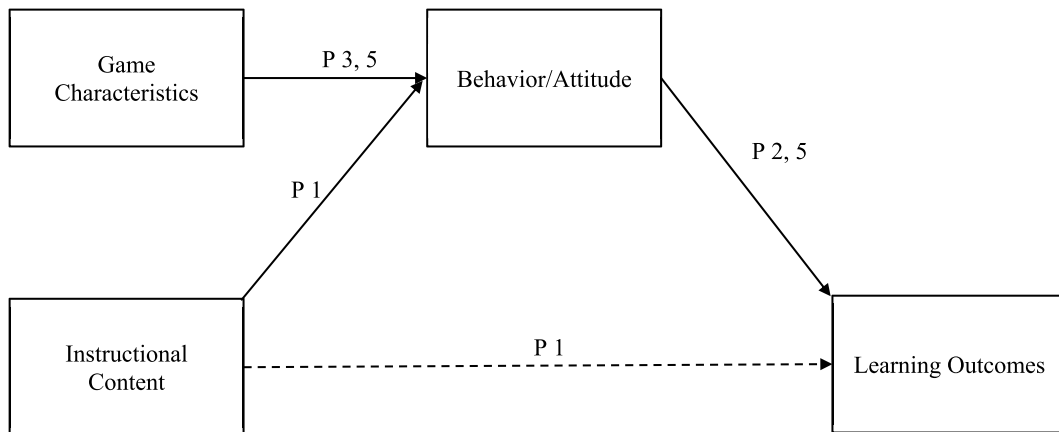 Game
Characteristics
P 3, 5
Behavior/Attitude
P 2, 5
P 1
Instructional
Content
P 1
Learning Outcomes